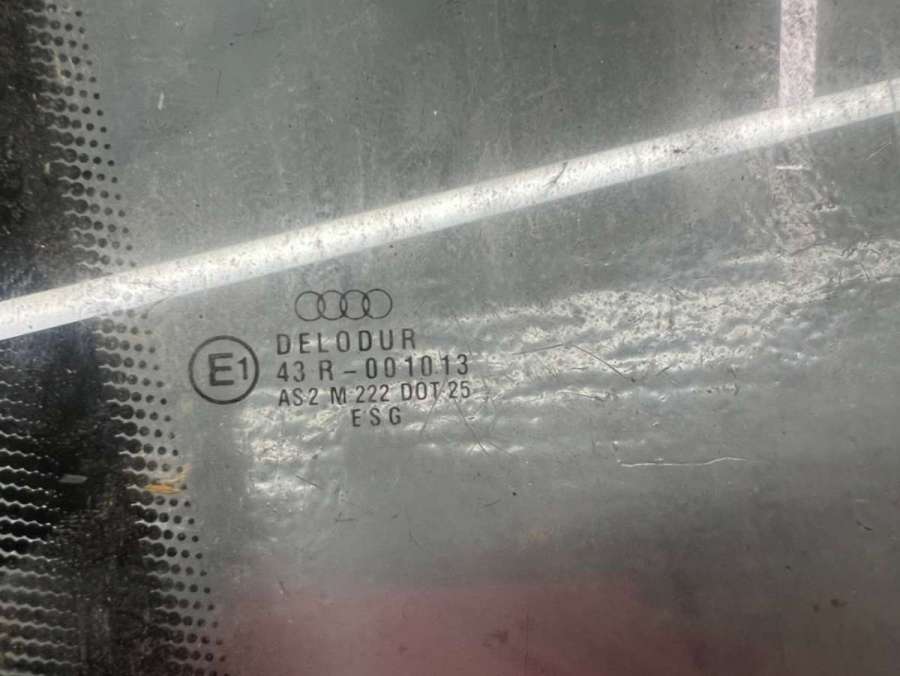 DELODUR
E1
43 R-001013
AS2 M 222 DOT 25
ESG